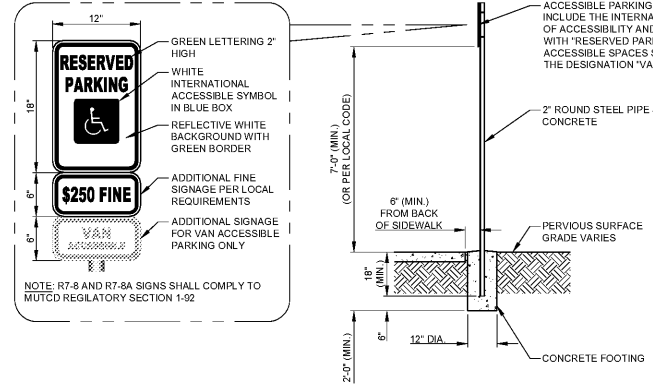 12"
18"
6"
6"
RESERVED
PARKING
$250 FINE
VAN
ACCESSIBLE
GREEN LETTERING 2"
HIGH
WHITE
INTERNATIONAL
ACCESSIBLE SYMBOL
IN BLUE BOX
REFLECTIVE WHITE
BACKGROUND WITH
GREEN BORDER
ADDITIONAL FINE
SIGNAGE PER LOCAL
REQUIREMENTS
ADDITIONAL SIGNAGE
FOR VAN ACCESSIBLE
PARKING ONLY
NOTE: R7-8 AND R7-8A SIGNS SHALL COMPLY TO
MUTCD REGILATORY SECTION 1-92
ACCESSIBLE PARKING
INCLUDE THE INTERNA
OF ACCESSIBILITY AND
WITH "RESERVED PAR
ACCESSIBLE SPACES S
THE DESIGNATION "VA
7'-0" (MIN.)
(OR PER LOCAL CODE)
2" ROUND STEEL PIPE
CONCRETE
6" (MIN.)
FROM BACK
OF SIDEWALK
PERVIOUS SURFACE
GRADE VARIES
18"
(MIN.)
2'-0" (MIN.)
6"
12" DIA.
CONCRETE FOOTING